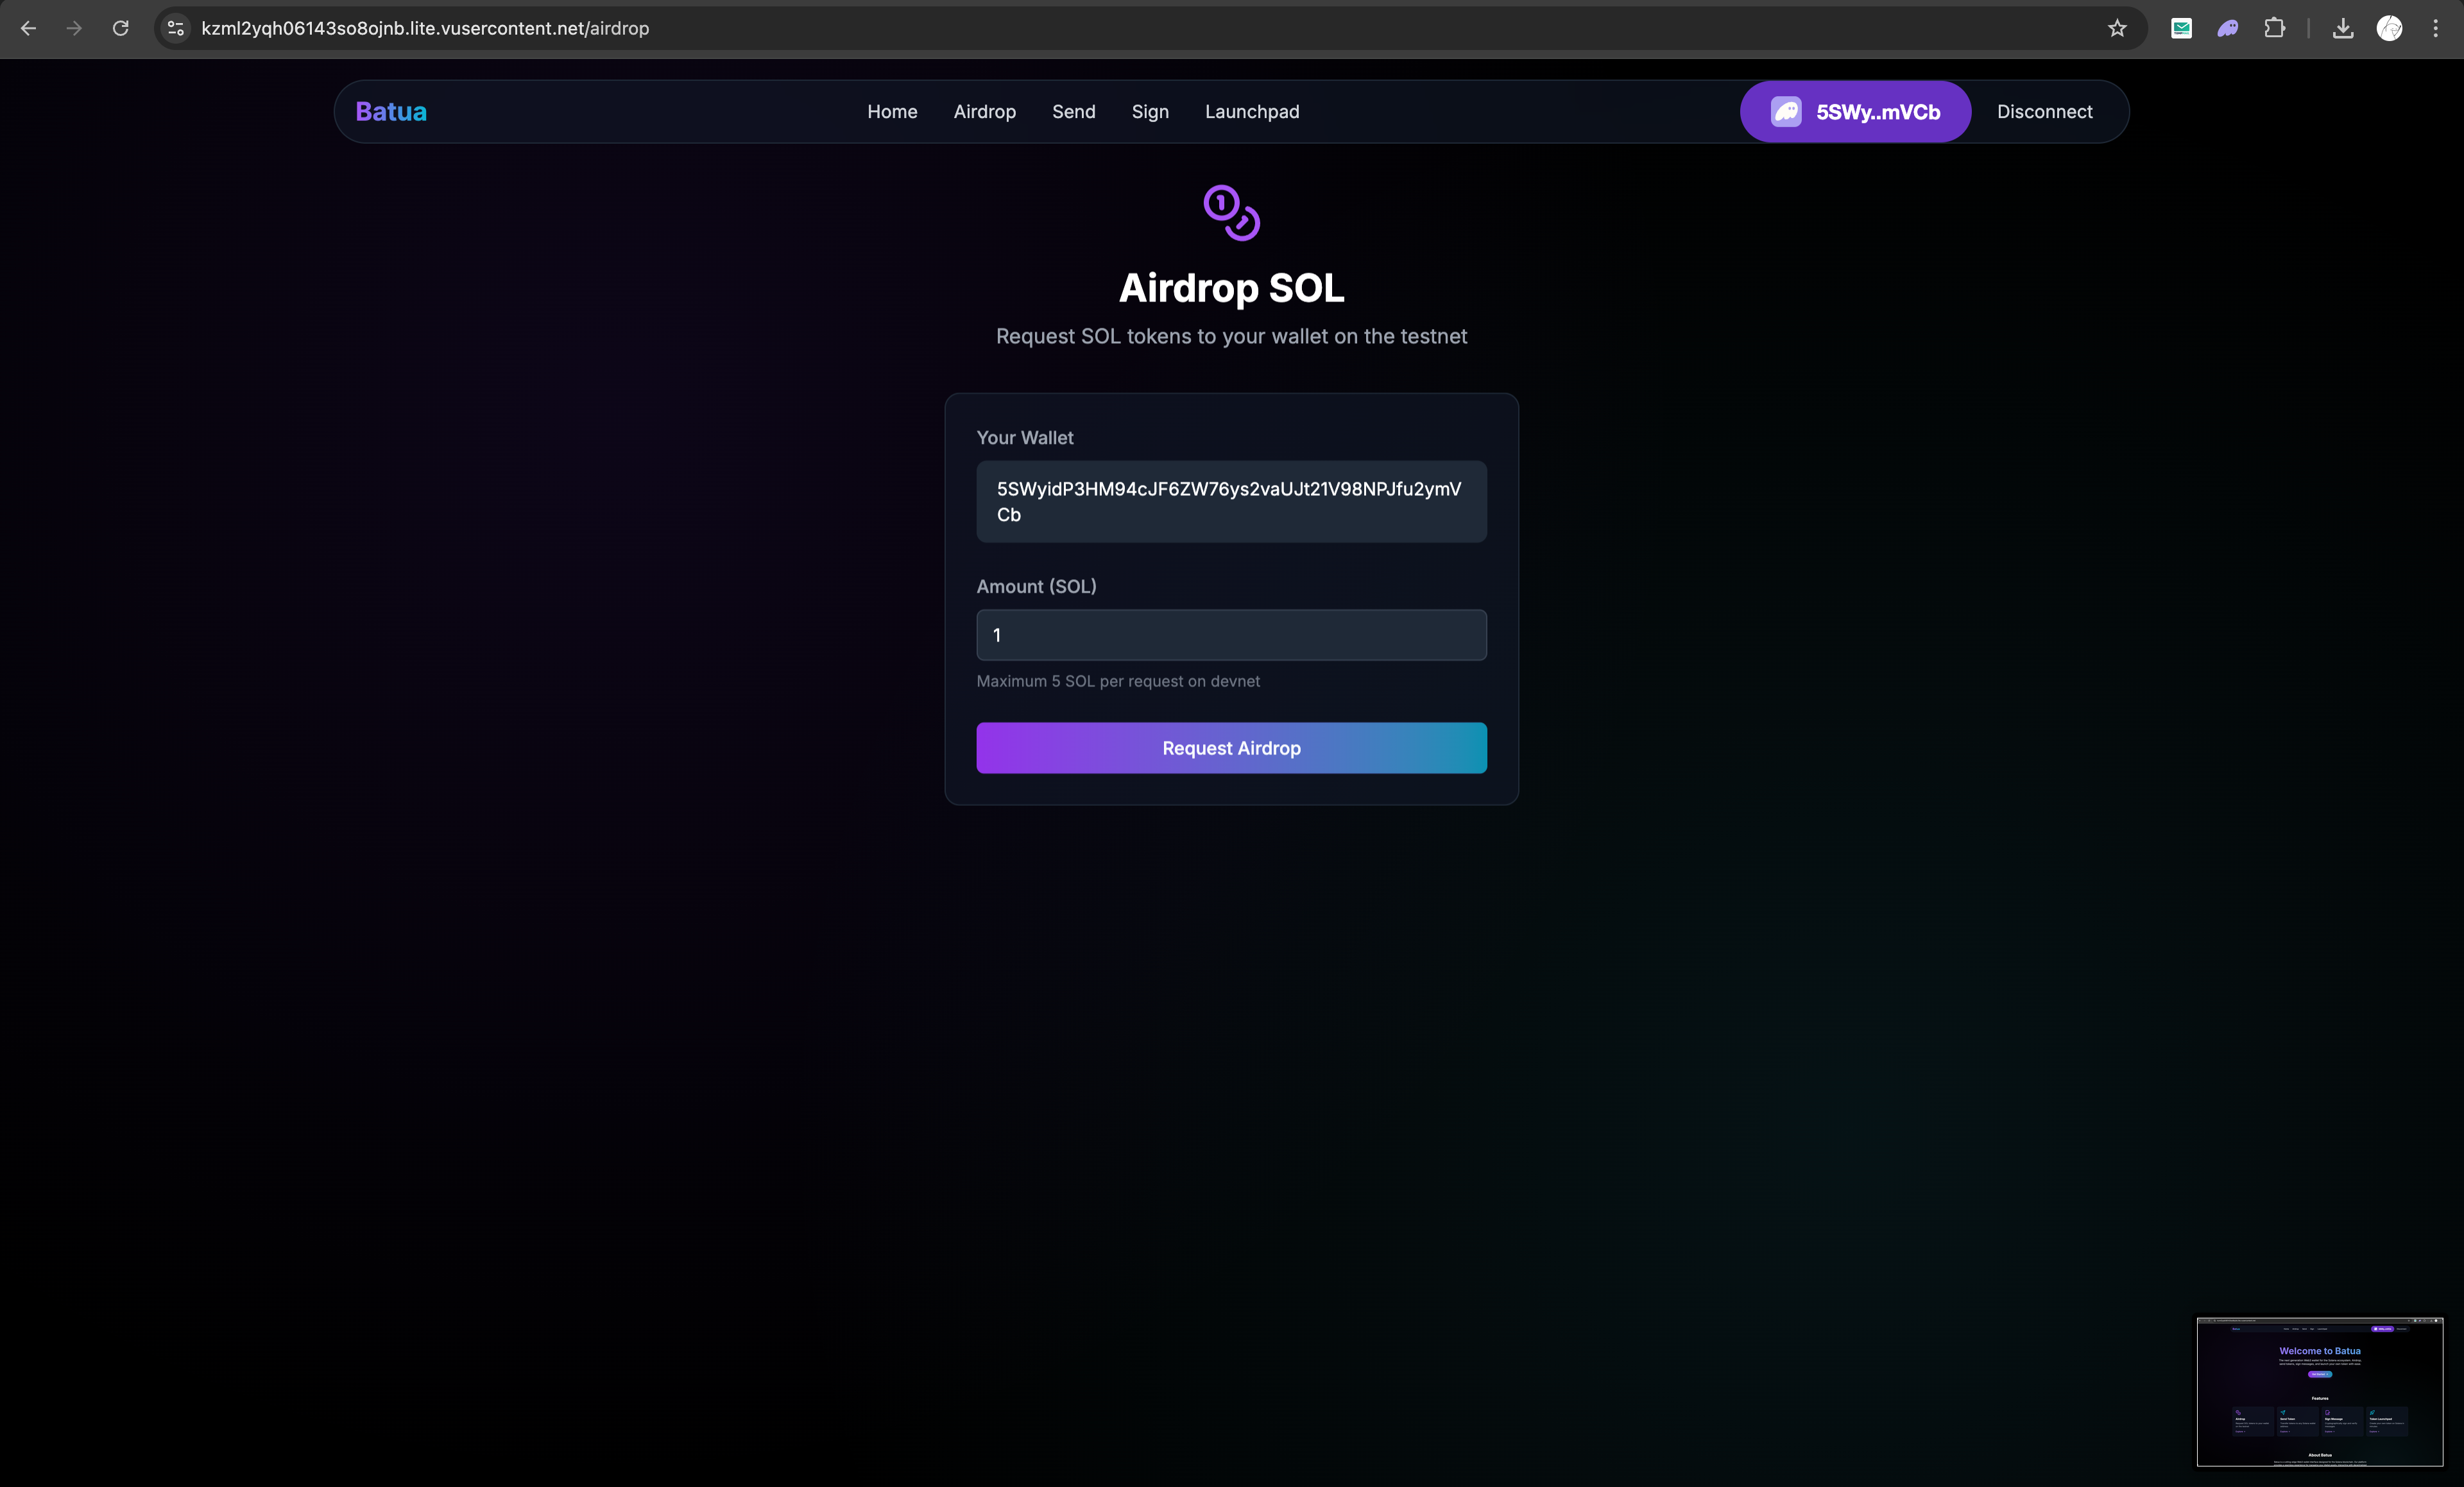 kzml2yqh06143so8ojnb.lite.vusercontent.net/airdrop
Batua
Home
Airdrop
Send
Sign
Launchpad
5SWy..mVCb
Disconnect
Airdrop SOL
Request SOL tokens to your wallet on the testnet
Your Wallet
5SWyidP3HM94cJF6ZW76ys2vaUJt21V98NPJfu2ymV
Cb
Amount (SOL)
1
Maximum 5 SOL per request on devnet
Request Airdrop
Welcome to Batua
Features
About Batua